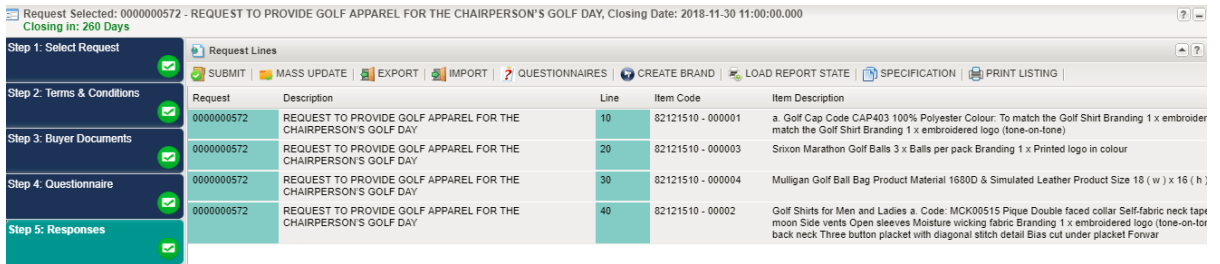 Request Selected: 0000000572 - REQUEST TO PROVIDE GOLF APPAREL FOR THE CHAIRPERSON'S GOLF DAY, Closing Date: 2018-11-30 11:00:00.000
Closing in: 260 Days
Step 1: Select Request
Step 2: Terms & Conditions
Step 3: Buyer Documents
Step 4: Questionnaire
Step 5: Responses
Request Lines
SUBMIT | MASS UPDATE | EXPORT | IMPORT | QUESTIONNAIRES | CREATE BRAND | LOAD REPORT STATE | SPECIFICATION | PRINT LISTING |
Request Description Line Item Code Item Description
0000000572 REQUEST TO PROVIDE GOLF APPAREL FOR THE CHAIRPERSON'S GOLF DAY 10 82121510 - 000001 a. Golf Cap Code CAP403 100% Polyester Colour: To match the Golf Shirt Branding 1 x embroider
match the Golf Shirt Branding 1 x embroidered logo (tone-on-tone)
0000000572 REQUEST TO PROVIDE GOLF APPAREL FOR THE CHAIRPERSON'S GOLF DAY 20 82121510 - 000003 Srixon Marathon Golf Balls 3 x Balls per pack Branding 1 x Printed logo in colour
0000000572 REQUEST TO PROVIDE GOLF APPAREL FOR THE CHAIRPERSON'S GOLF DAY 30 82121510 - 000004 Mulligan Golf Ball Bag Product Material 1680D & Simulated Leather Product Size 18 ( w ) x 16 ( h )
0000000572 REQUEST TO PROVIDE GOLF APPAREL FOR THE CHAIRPERSON'S GOLF DAY 40 82121510 - 00002 Golf Shirts for Men and Ladies a. Code: MCK00515 Pique Double faced collar Self-fabric neck tape
moon Side vents Open sleeves Moisture wicking fabric Branding 1 x embroidered logo (tone-on-ton
back neck Three button placket with diagonal stitch detail Bias cut under placket Forwar